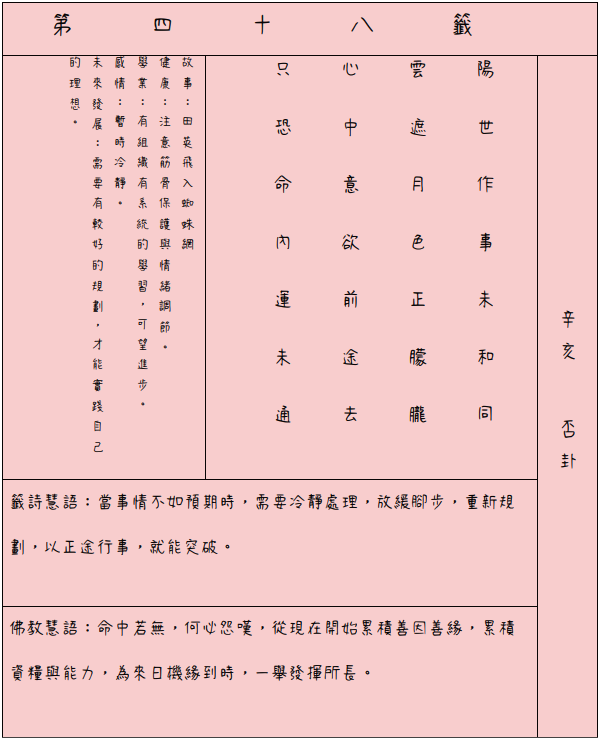 第四十八籤
辛亥 否卦
陽世作事未和同
雲遮月色正朦朧
心中意欲前途去
只恐命內運未通
故事：田英飛入蜘蛛網
健康：注意筋骨保護與情緒調節。
學業：有組織有系統的學習，可望進步。
感情：暫時冷靜。
未來發展：需要有較好的規劃，才能實踐自己
的理想。
籤詩慧語：當事情不如預期時，需要冷靜處理，放緩腳步，重新規
劃，以正途行事，就能突破。
佛教慧語：命中若無，何必怨嘆，從現在開始累積善因善緣，累積
資糧與能力，為來日機緣到時，一舉發揮所長。